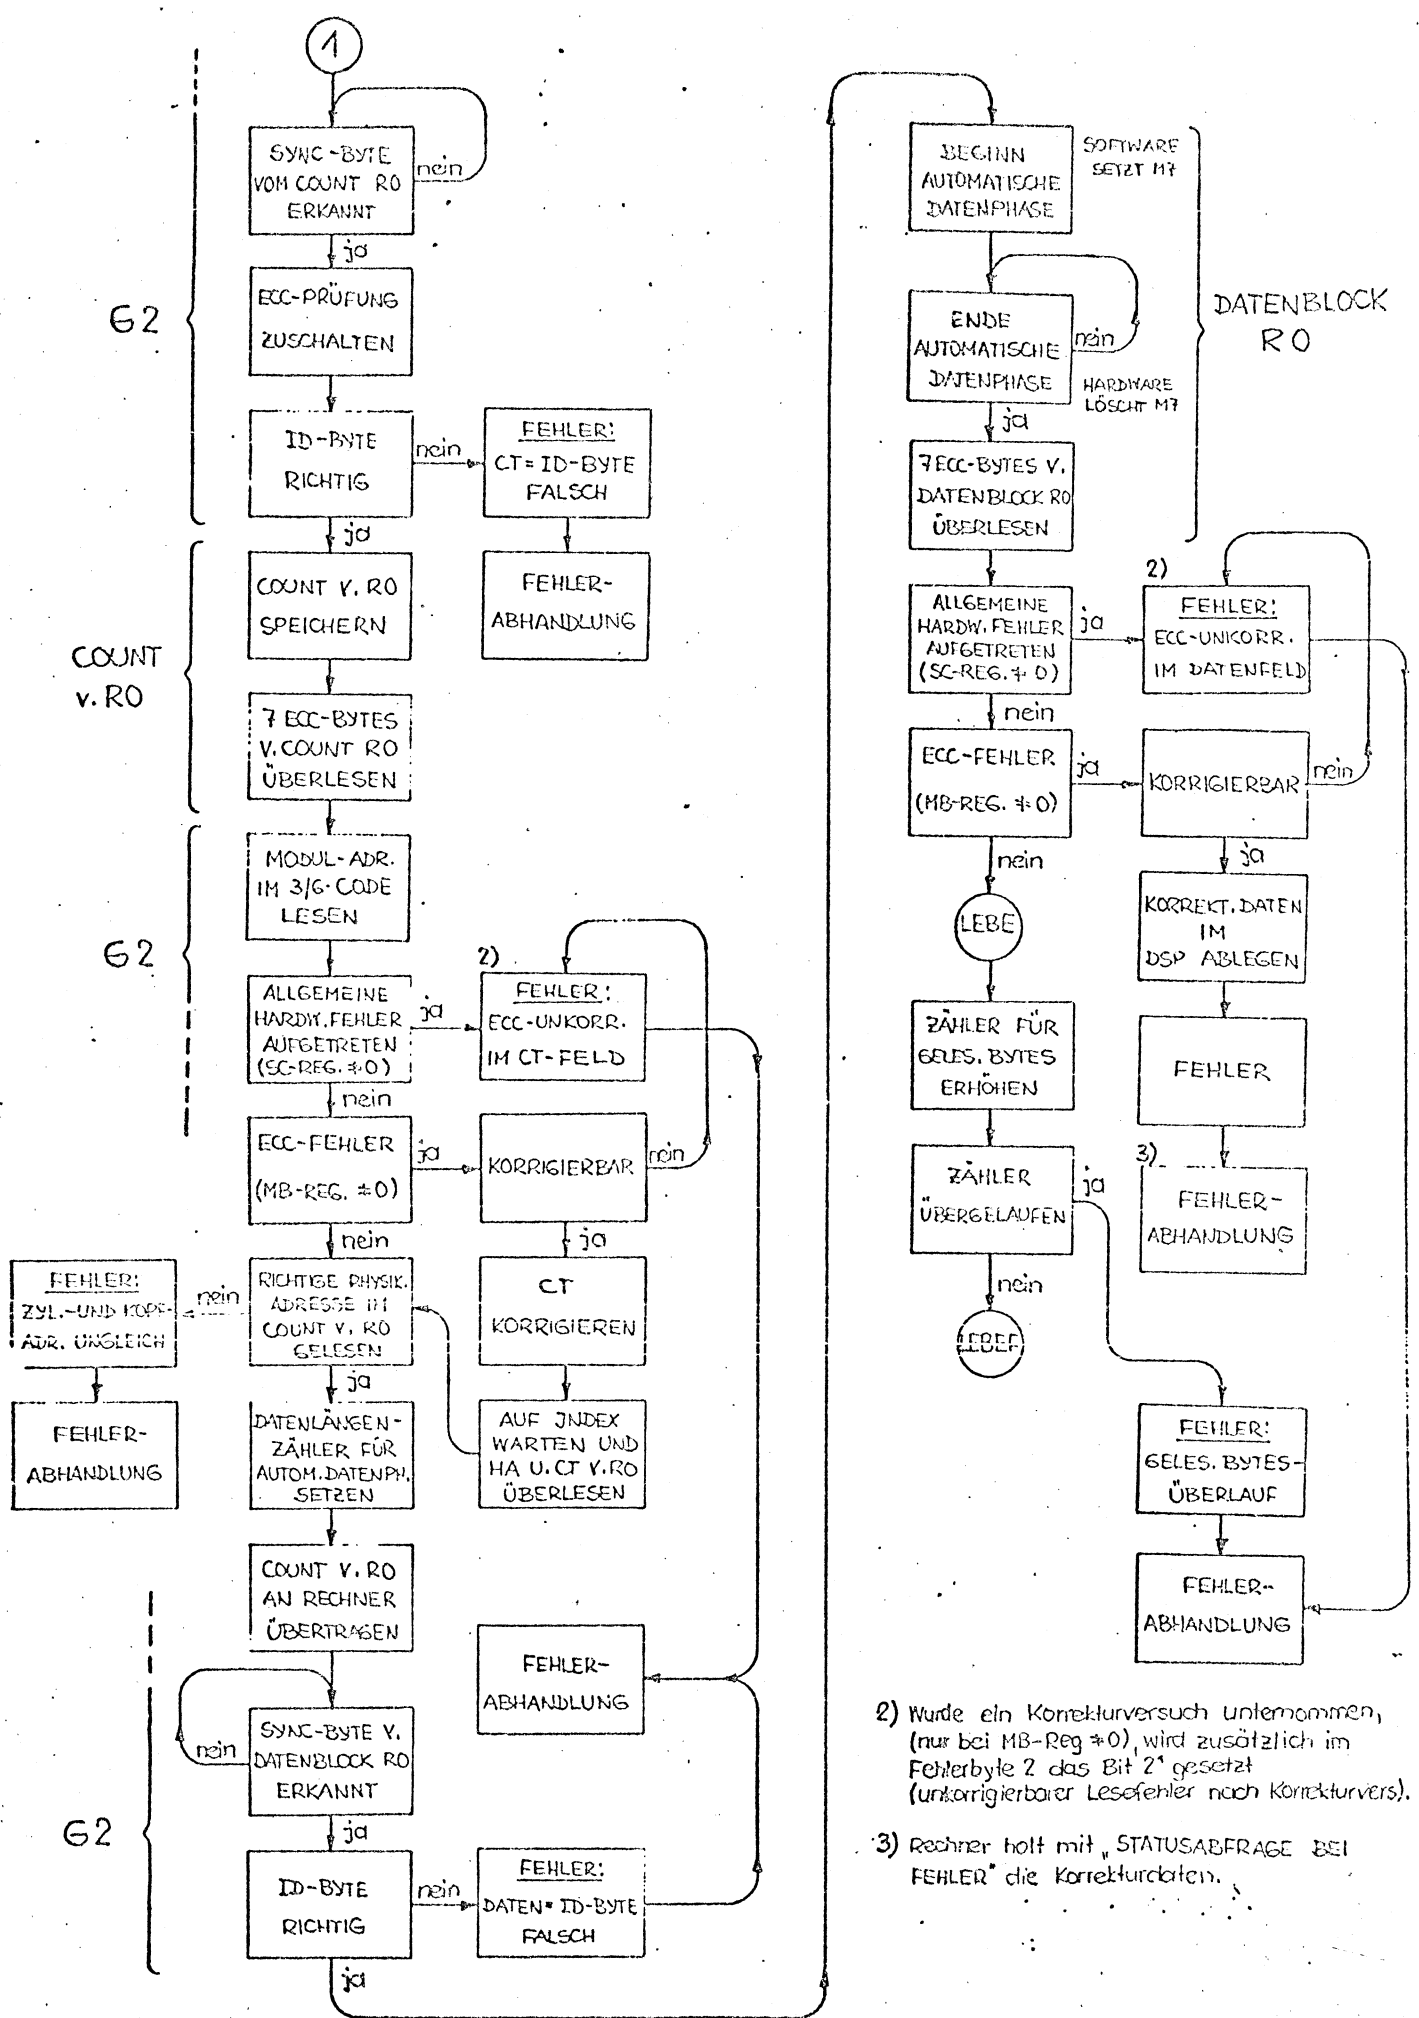 1
SYNC-BYTE
VOM COUNT RO
ERKANNT
nein
ja
G2
ECC-PRÜFUNG
ZUSCHALTEN
ID-BYTE
RICHTIG
nein
FEHLER:
CT=ID-BYTE
FALSCH
ja
FEHLER-
ABHANDLUNG
COUNT
v. RO
COUNT V. RO
SPEICHERN
7 ECC-BYTES
V. COUNT RO
ÜBERLESEN
G2
MODUL-ADR.
IM 3/6-CODE
LESEN
ALLGEMEINE
HARDW. FEHLER
AUFGETRETEN
(SC-REG. ≠ 0)
ja
2)
FEHLER:
ECC-UNKORR.
IM CT-FELD
nein
ECC-FEHLER
(MB-REG. ≠ 0)
ja
KORRIGIERBAR
nein
nein
ja
FEHLER:
ZYL.-UND KOPF-
ADR. UNGLEICH
nein
RICHTIGE PHYSIK.
ADRESSE IM
COUNT V. RO
GELESEN
CT
KORRIGIEREN
FEHLER-
ABHANDLUNG
ja
DATENLÄNGEN-
ZÄHLER FÜR
AUTOM. DATENPH.
SETZEN
AUF INDEX
WARTEN UND
HA U. CT V. RO
ÜBERLESEN
COUNT V. RO
AN RECHNER
ÜBERTRAGEN
FEHLER-
ABHANDLUNG
G2
SYNC-BYTE V.
DATENBLOCK RO
ERKANNT
nein
ja
ID-BYTE
RICHTIG
nein
FEHLER:
DATEN= ID-BYTE
FALSCH
ja
BEGINN
AUTOMATISCHE
DATENPHASE
SOFTWARE
SETZT M7
DATENBLOCK
RO
ENDE
AUTOMATISCHE
DATENPHASE
nein
HARDWARE
LÖSCHT M7
ja
7 ECC-BYTES V.
DATENBLOCK RO
ÜBERLESEN
ALLGEMEINE
HARDW. FEHLER
AUFGETRETEN
(SC-REG. ≠ 0)
ja
2)
FEHLER:
ECC-UNKORR.
IM DATENFELD
nein
ECC-FEHLER
(MB-REG. ≠ 0)
ja
KORRIGIERBAR
nein
nein
ja
LEBE
KORREKT. DATEN
IM
DSP ABLEGEN
ZÄHLER FÜR
GELES. BYTES
ERHÖHEN
FEHLER
ZÄHLER
ÜBERGELAUFEN
ja
3)
FEHLER-
ABHANDLUNG
nein
LEBEF
FEHLER:
GELES. BYTES-
ÜBERLAUF
FEHLER-
ABHANDLUNG
2) Wurde ein Korrekturversuch unternommen,
(nur bei MB-Reg ≠ 0), wird zusätzlich im
Fehlerbyte 2 das Bit 2¹ gesetzt
(unkorrigierbarer Lesefehler nach Korrekturvers).
3) Rechner holt mit „STATUSABFRAGE BEI
FEHLER" die Korrekturdaten.